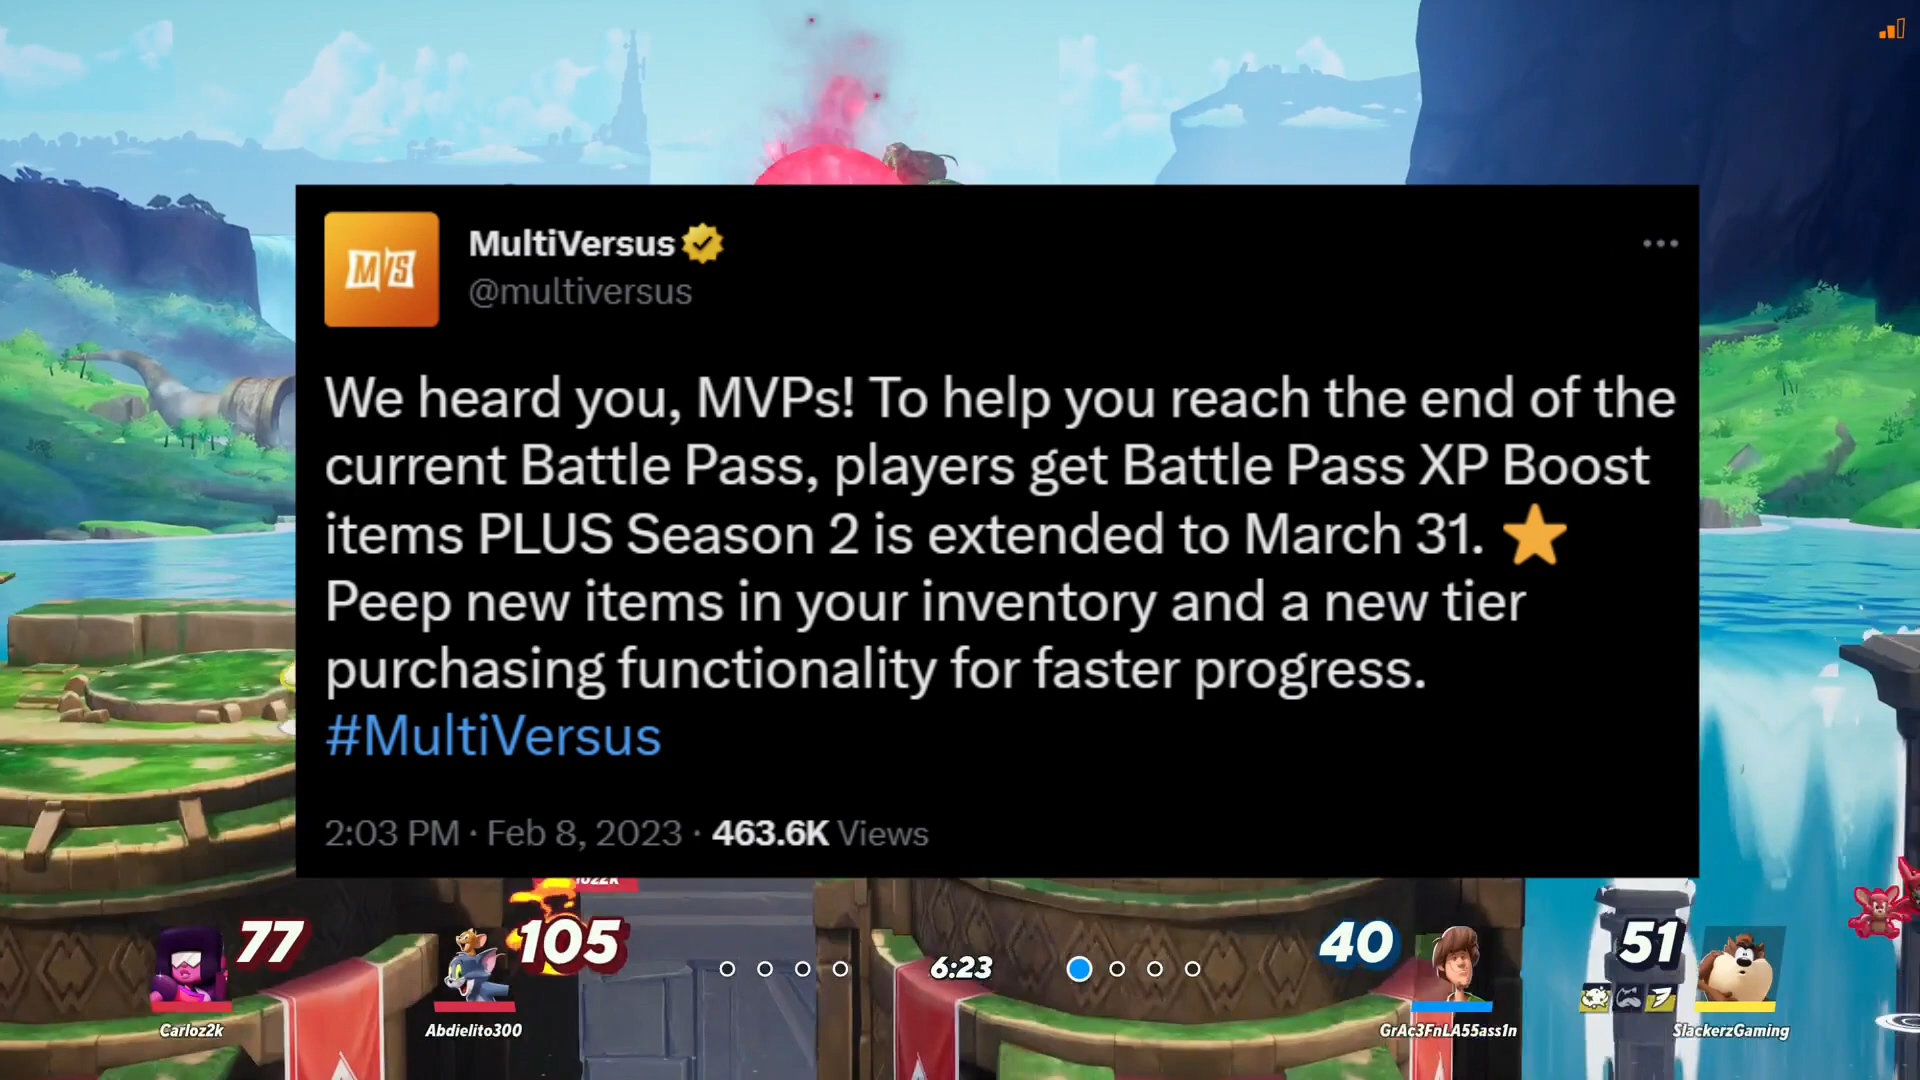 MultiVersus
@multiversus
M/S
We heard you, MVPs! To help you reach the end of the
current Battle Pass, players get Battle Pass XP Boost
items PLUS Season 2 is extended to March 31.
Peep new items in your inventory and a new tier
purchasing functionality for faster progress.
#MultiVersus
2:03 PM · Feb 8, 2023 · 463.6K Views
77
105
6:23
40
51
Carloz2k
Abdielito300
GrAc3FnLA55ass1n
SlackerzGaming